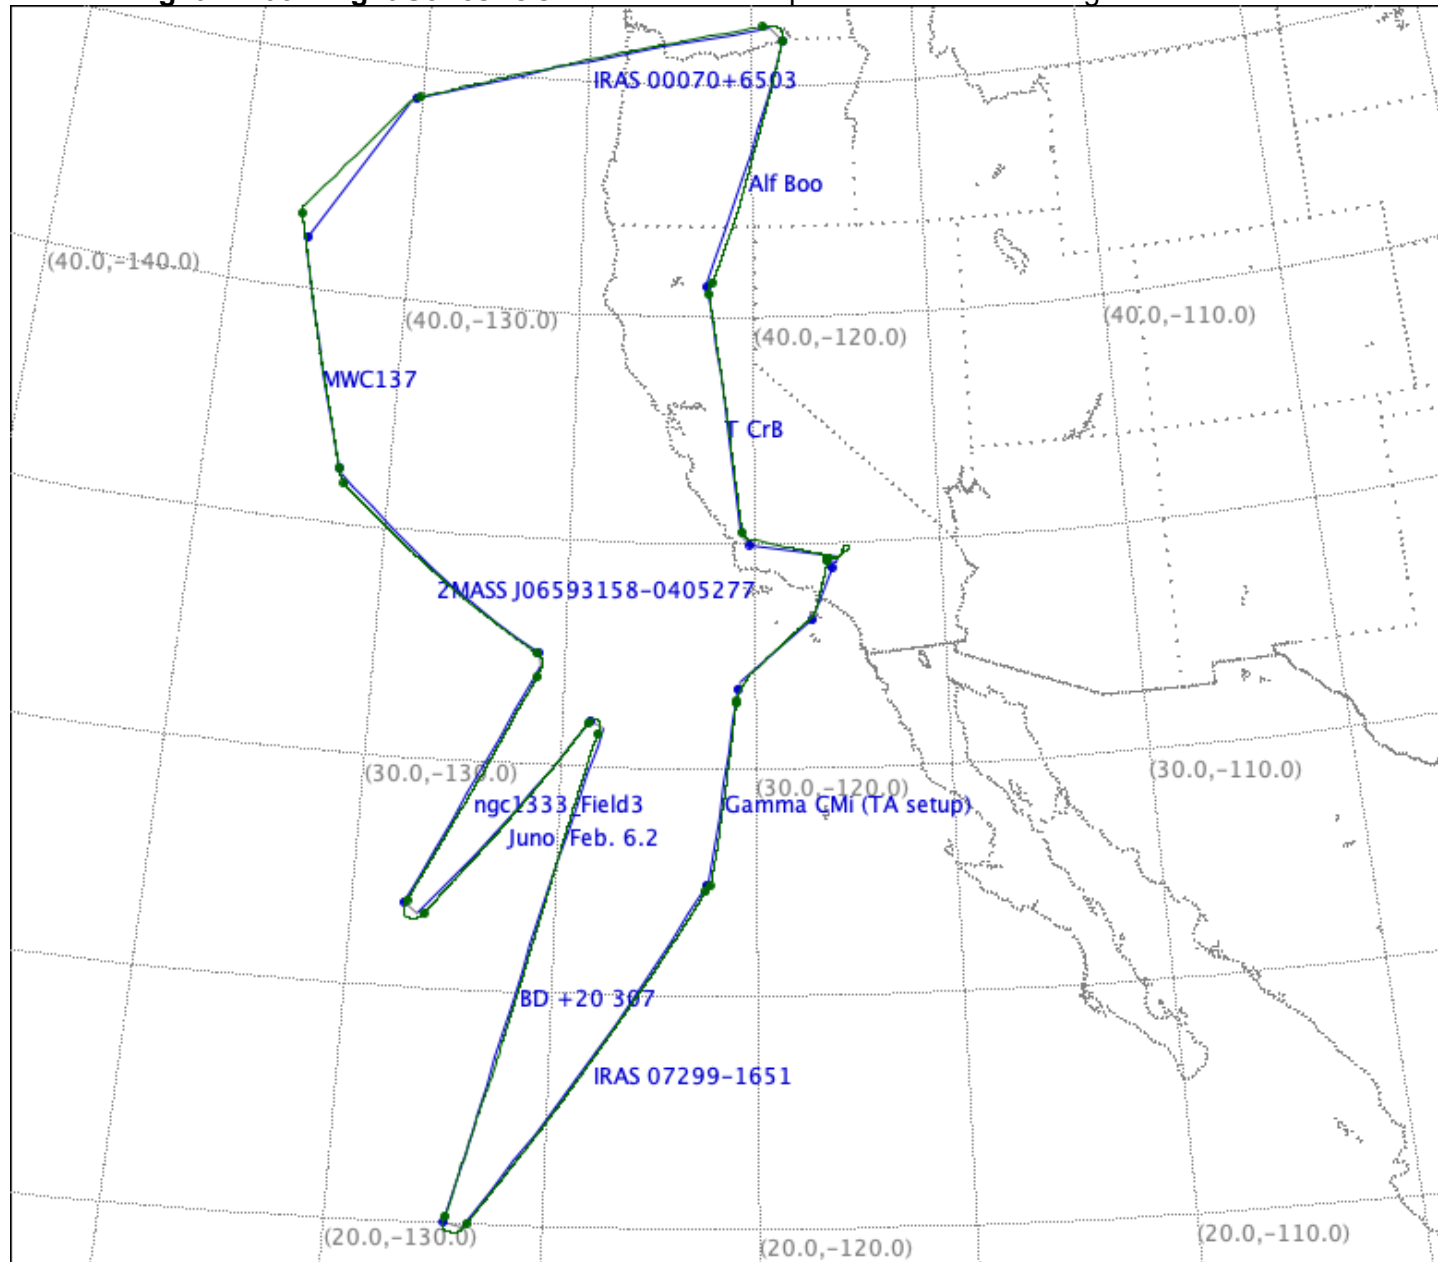 IRAS 00070+6503
Alf Boo
(40.0,-140.0)
(40.0,-130.0)
(40.0,-120.0)
(40.0,-110.0)
MWC137
T CrB
2MASS J06593158-0405277
(30.0,-130.0)
(30.0,-120.0)
(30.0,-110.0)
ngc1333_Field3
Gamma CMi (TA setup)
Juno Feb. 6.2
BD +20 307
IRAS 07299-1651
(20.0,-130.0)
(20.0,-120.0)
(20.0,-110.0)